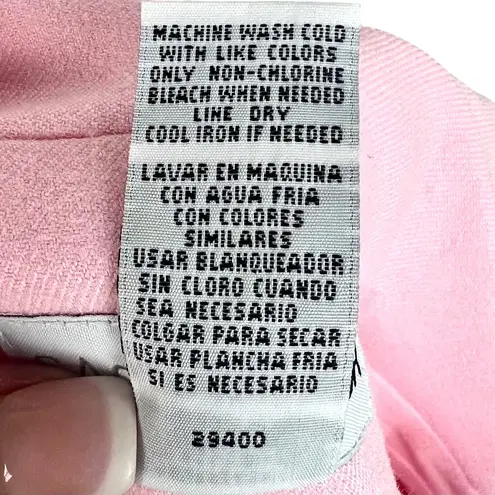 MACHINE WASH COLD
WITH LIKE COLORS
ONLY NON-CHLORINE
BLEACH WHEN NEEDED
LINE DRY
COOL IRON IF NEEDED
LAVAR EN MAQUINA
CON AGUA FRIA
CON COLORES
SIMILARES
USAR BLANQUEADOR
SIN CLORO CUANDO
SEA NECESARIO
COLGAR PARA SECAR
USAR PLANCHA FRIA
SI ES NECESARIO
29400